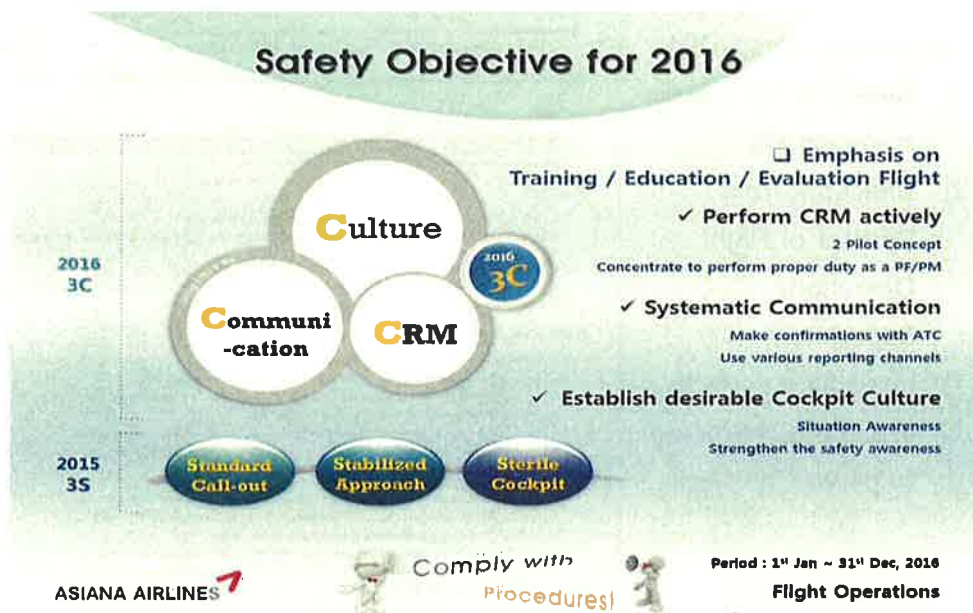 Safety Objective for 2016
2016
3C
Culture
Communi
-cation
CRM
2016
3C
❑ Emphasis on
Training / Education / Evaluation Flight
✓ Perform CRM actively
2 Pilot Concept
Concentrate to perform proper duty as a PF/PM
✓ Systematic Communication
Make confirmations with ATC
Use various reporting channels
✓ Establish desirable Cockpit Culture
Situation Awareness
Strengthen the safety awareness
2015
3S
Standard
Call-out
Stabilized
Approach
Sterile
Cockpit
ASIANA AIRLINES
Comply with
Procedures!
Period : 1st Jan ~ 31st Dec, 2016
Flight Operations